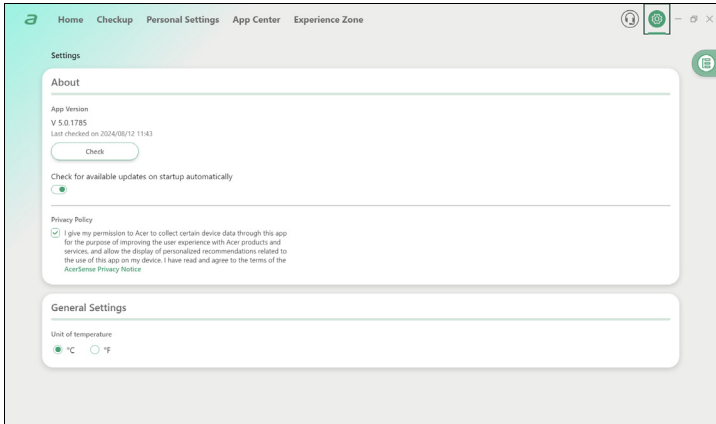 a Home Checkup Personal Settings App Center Experience Zone
Settings
About
App Version
V 5.0.1785
Last checked on 2024/08/12 11:43
Check
Check for available updates on startup automatically
Privacy Policy
I give my permission to Acer to collect certain device data through this app
for the purpose of improving the user experience with Acer products and
services, and allow the display of personalized recommendations related to
the use of this app on my device. I have read and agree to the terms of the
AcerSense Privacy Notice
General Settings
Unit of temperature
°C °F